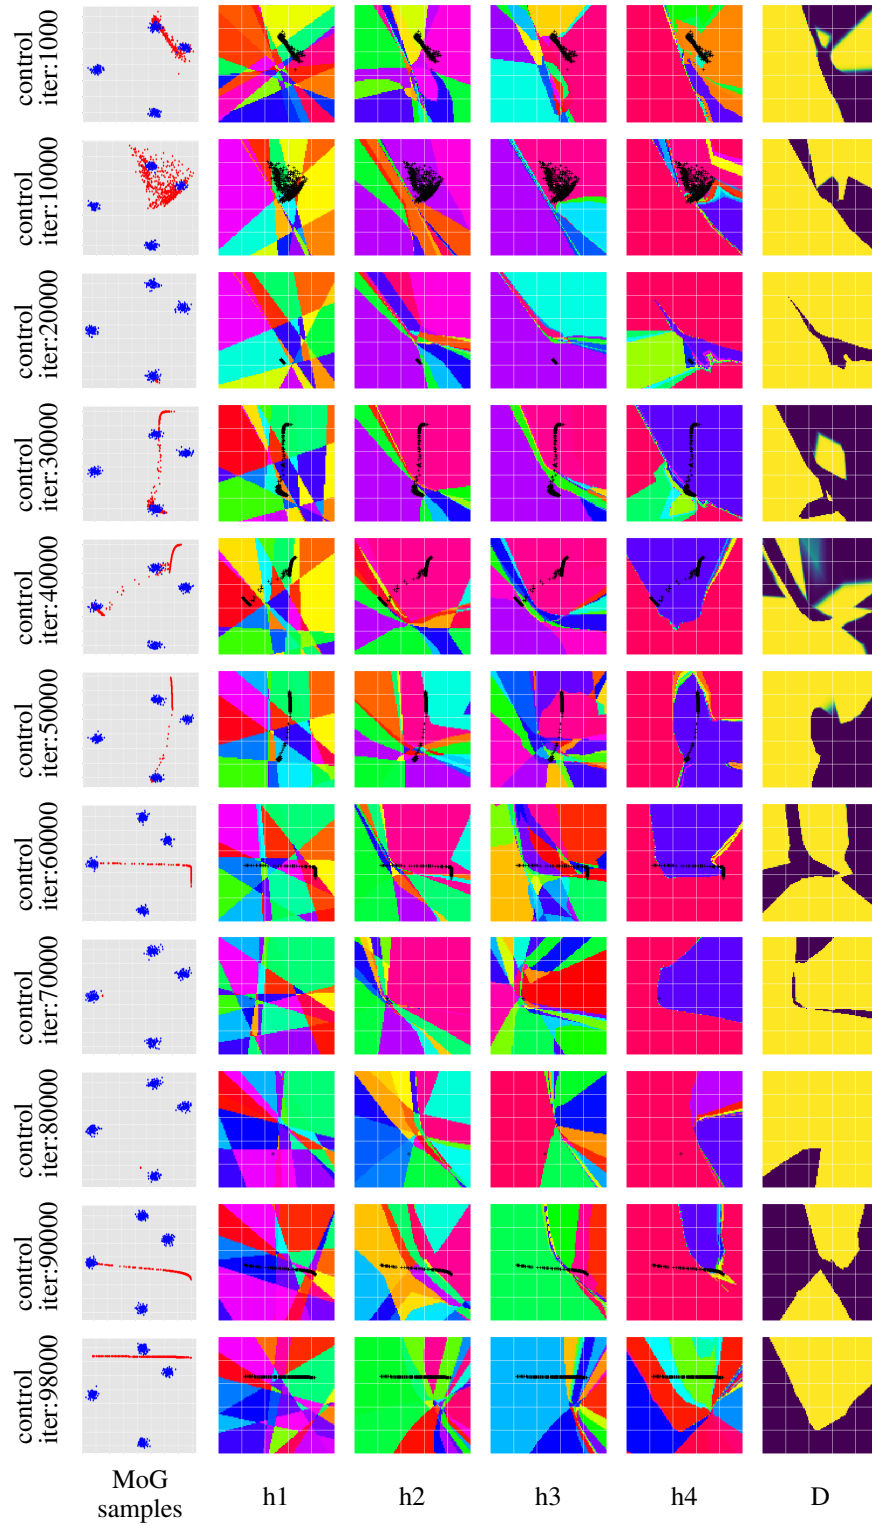 control
iter:1000
control
iter:10000
control
iter:20000
control
iter:30000
control
iter:40000
control
iter:50000
control
iter:60000
control
iter:70000
control
iter:80000
control
iter:90000
control
iter:98000
MoG
samples
h1
h2
h3
h4
D